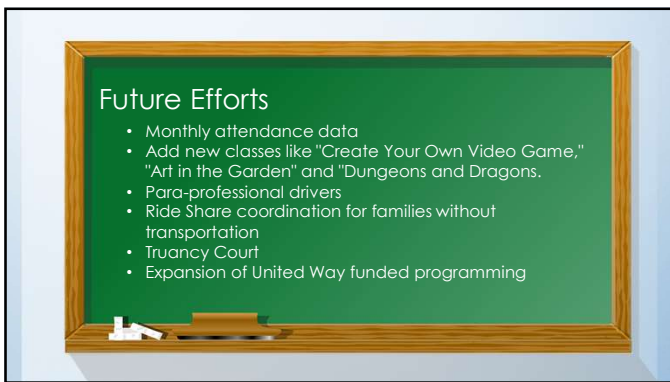 Future Efforts
• Monthly attendance data
• Add new classes like "Create Your Own Video Game,"
"Art in the Garden" and "Dungeons and Dragons.
• Para-professional drivers
• Ride Share coordination for families without
transportation
• Truancy Court
• Expansion of United Way funded programming